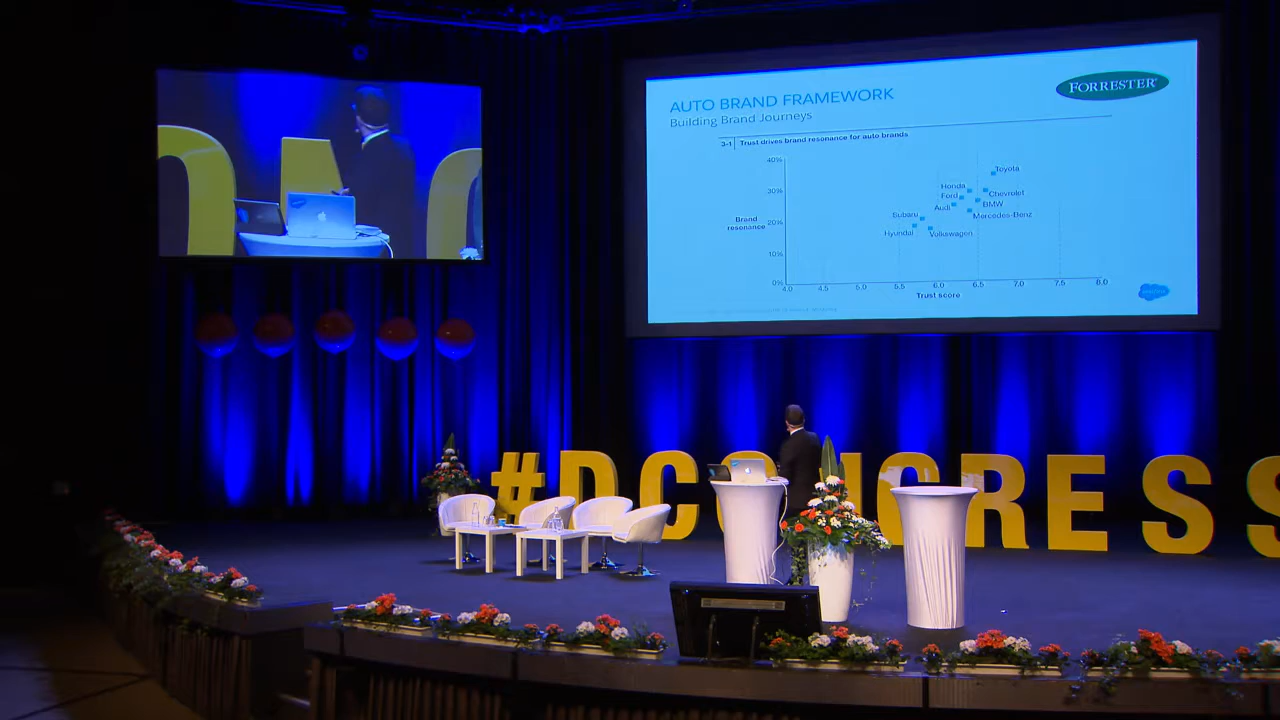 AUTO BRAND FRAMEWORK
FORRESTER®
Building Brand Journeys
3-1 Trust drives brand resonance for auto brands
40%
30%
20%
10%
0%
Brand
resonance
Toyota
Honda
Chevrolet
Ford
BMW
Audi
Mercedes-Benz
Subaru
Hyundai
Volkswagen
4.0 4.5 5.0 5.5 6.0 6.5 7.0 7.5 8.0
Trust score
#DCONGRESS